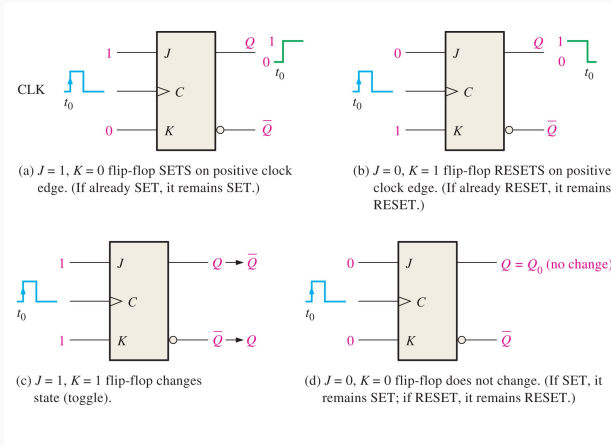 1 J Q 1
0
t0
CLK
C
t0
0 K Q̅
(a) J = 1, K = 0 flip-flop SETS on positive clock
edge. (If already SET, it remains SET.)
0 J Q 1
0
t0
C
t0
1 K Q̅
(b) J = 0, K = 1 flip-flop RESETS on positive
clock edge. (If already RESET, it remains
RESET.)
1 J Q → Q̅
C
t0
1 K Q̅ → Q
(c) J = 1, K = 1 flip-flop changes
state (toggle).
0 J Q = Q0 (no change)
C
t0
0 K Q̅
(d) J = 0, K = 0 flip-flop does not change. (If SET, it
remains SET; if RESET, it remains RESET.)